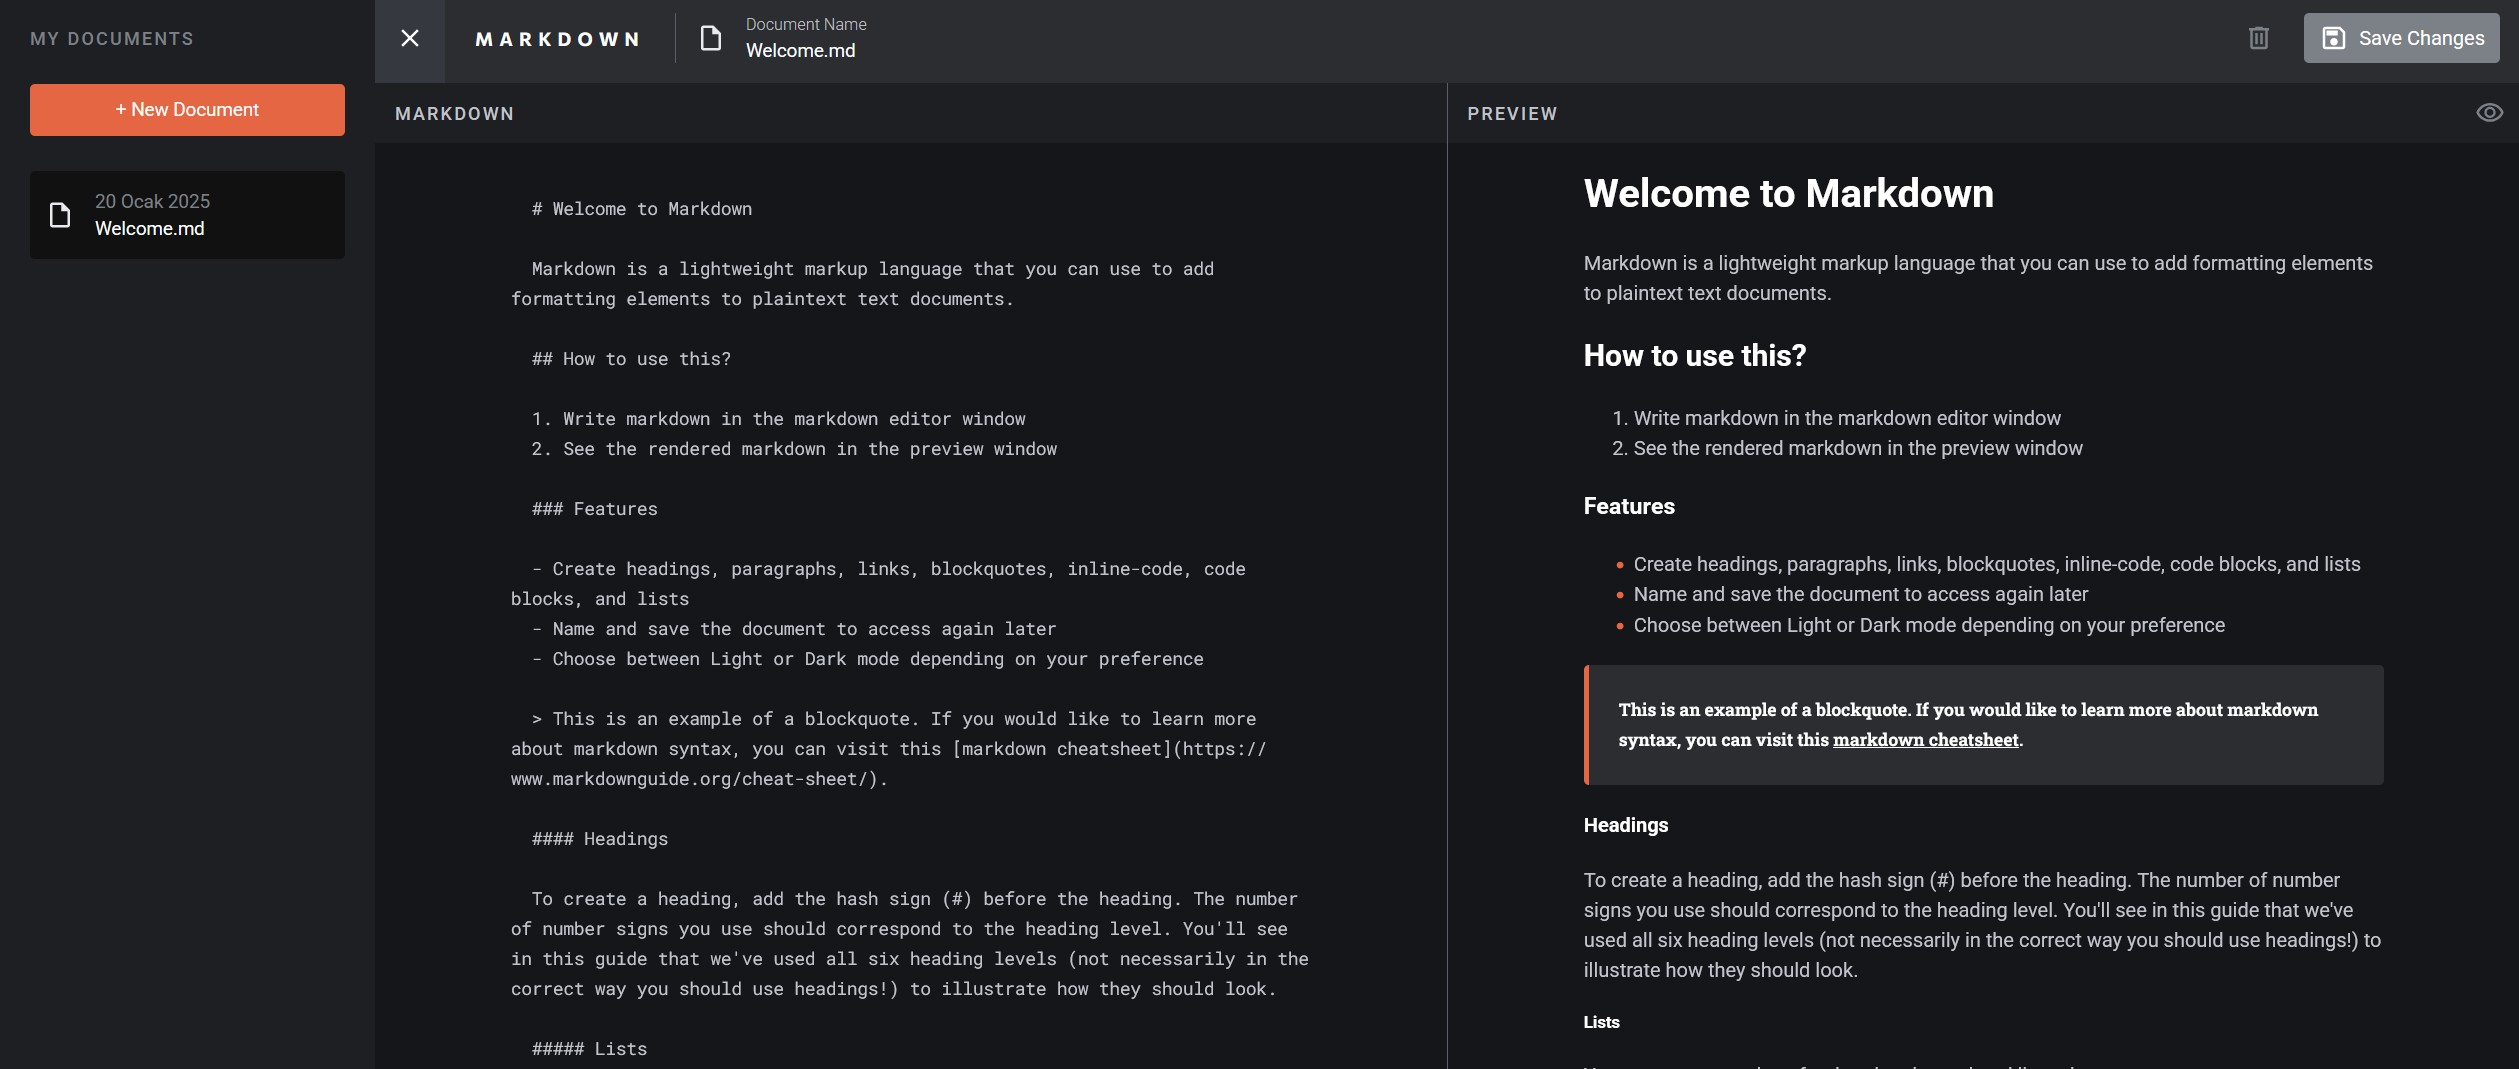 MY DOCUMENTS
+ New Document
20 Ocak 2025
Welcome.md
MARKDOWN
Document Name
Welcome.md
Save Changes
MARKDOWN
# Welcome to Markdown
Markdown is a lightweight markup language that you can use to add
formatting elements to plaintext text documents.
## How to use this?
1. Write markdown in the markdown editor window
2. See the rendered markdown in the preview window
### Features
- Create headings, paragraphs, links, blockquotes, inline-code, code
blocks, and lists
- Name and save the document to access again later
- Choose between Light or Dark mode depending on your preference
> This is an example of a blockquote. If you would like to learn more
about markdown syntax, you can visit this [markdown cheatsheet](https://
www.markdownguide.org/cheat-sheet/).
#### Headings
To create a heading, add the hash sign (#) before the heading. The number
of number signs you use should correspond to the heading level. You'll see
in this guide that we've used all six heading levels (not necessarily in the
correct way you should use headings!) to illustrate how they should look.
##### Lists
PREVIEW
Welcome to Markdown
Markdown is a lightweight markup language that you can use to add formatting elements
to plaintext text documents.
How to use this?
1. Write markdown in the markdown editor window
2. See the rendered markdown in the preview window
Features
• Create headings, paragraphs, links, blockquotes, inline-code, code blocks, and lists
• Name and save the document to access again later
• Choose between Light or Dark mode depending on your preference
This is an example of a blockquote. If you would like to learn more about markdown
syntax, you can visit this markdown cheatsheet.
Headings
To create a heading, add the hash sign (#) before the heading. The number of number
signs you use should correspond to the heading level. You'll see in this guide that we've
used all six heading levels (not necessarily in the correct way you should use headings!) to
illustrate how they should look.
Lists